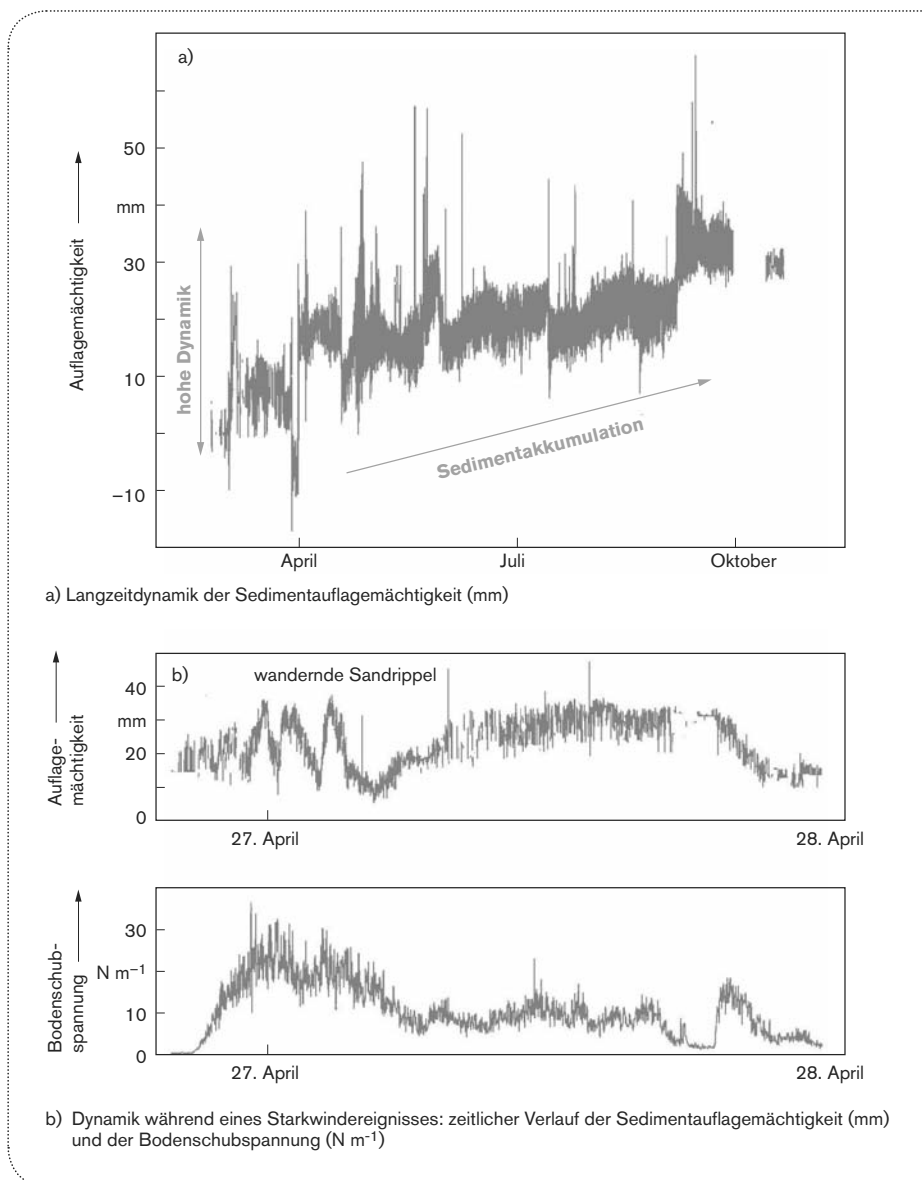 a)
50
mm
30
10
−10
Auflagemächtigkeit
hohe Dynamik
Sedimentakkumulation
April
Juli
Oktober
a) Langzeitdynamik der Sedimentauflagemächtigkeit (mm)
b)
wandernde Sandrippel
40
mm
20
0
Auflage-
mächtigkeit
27. April
28. April
30
N m⁻¹
10
0
Bodenschub-
spannung
27. April
28. April
b) Dynamik während eines Starkwindereignisses: zeitlicher Verlauf der Sedimentauflagemächtigkeit (mm)
und der Bodenschubspannung (N m⁻¹)